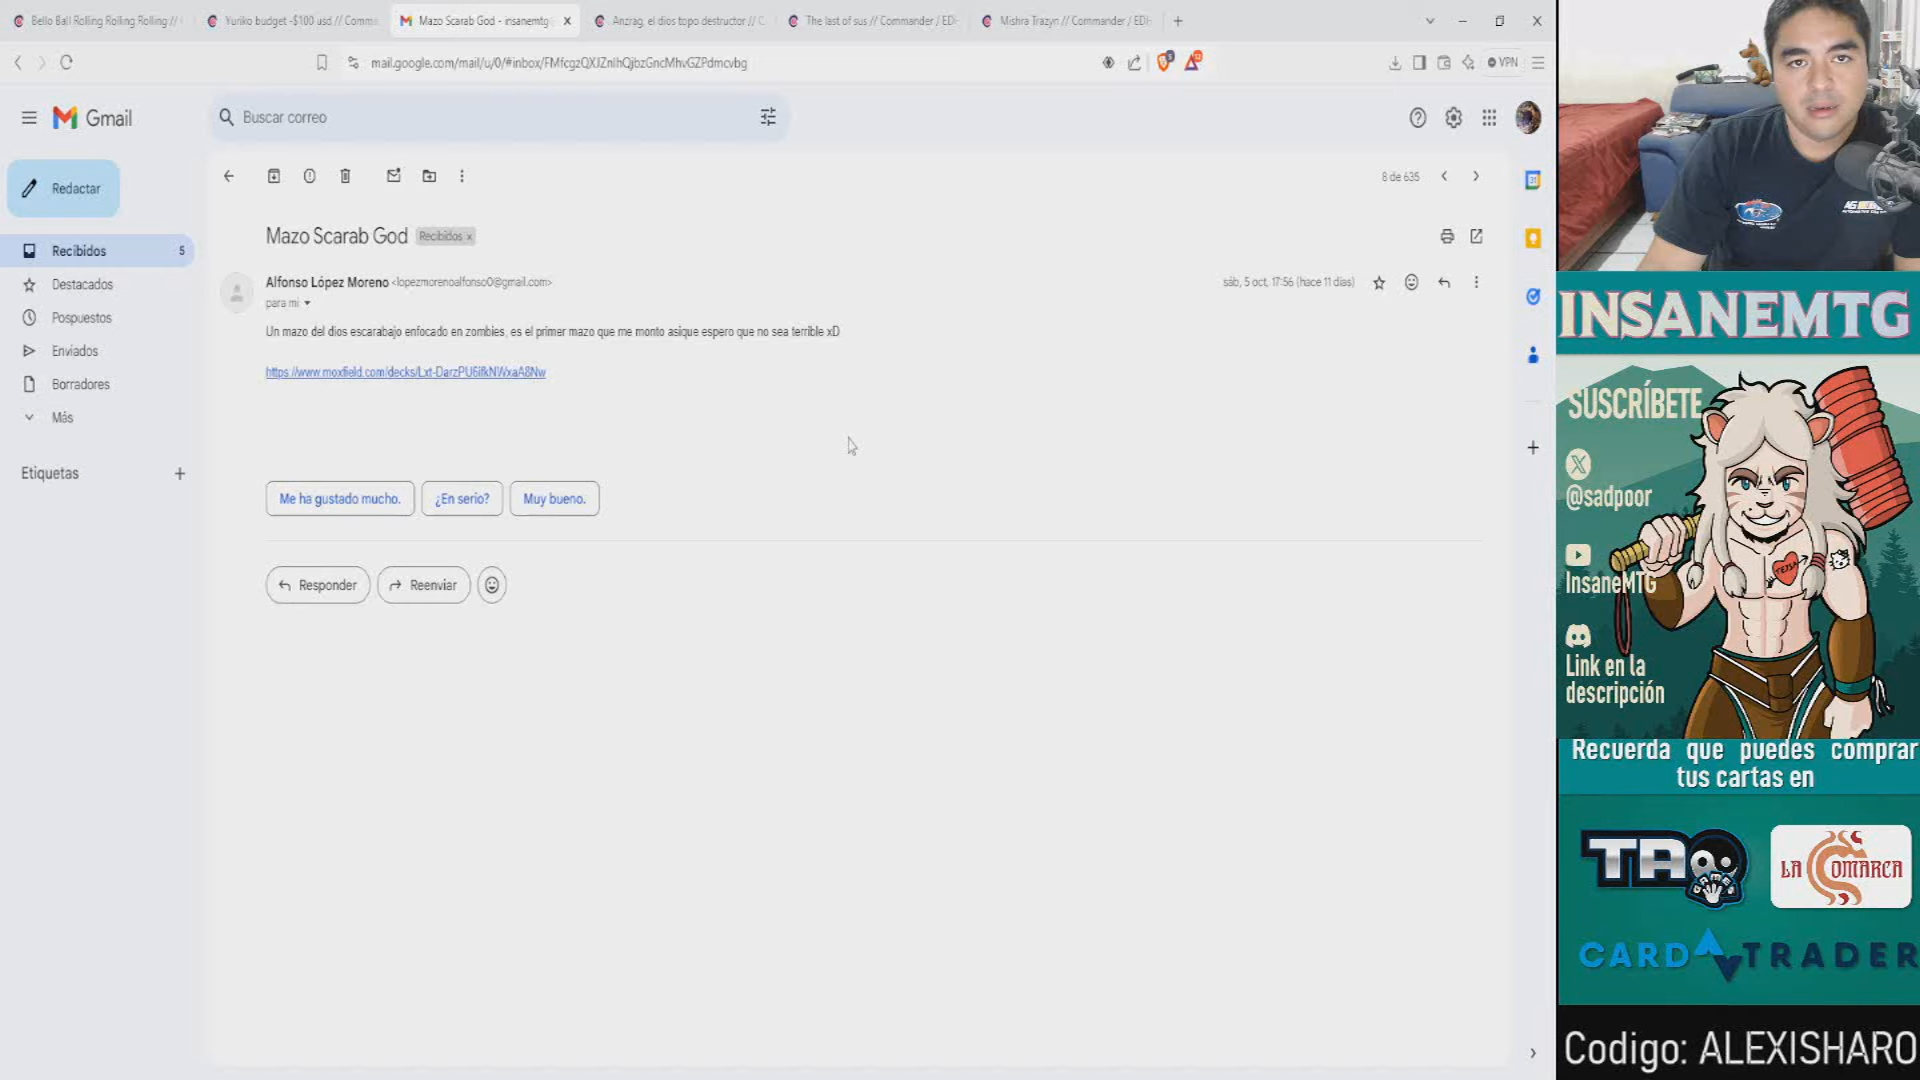 Bello Ball Rolling Rolling Rolling //
Yuriko budget -$100 usd // Comma
Mazo Scarab God - insanemtg
Anzrag, el dios topo destructor // C
The last of sus // Commander / EDH
Mishra Trazyn // Commander / EDH
mail.google.com/mail/u/0/#inbox/FMfcgzQXJZnlhQjbzGncMhvGZPdmcvbg
VPN
Gmail
Buscar correo
Redactar
8 de 635
Recibidos 5
Destacados
Pospuestos
Enviados
Borradores
Más
Etiquetas
Mazo Scarab God Recibidos x
Alfonso López Moreno <lopezmorenoalfonso0@gmail.com>
sáb, 5 oct, 17:56 (hace 11 días)
para mí
Un mazo del dios escarabajo enfocado en zombies, es el primer mazo que me monto asique espero que no sea terrible xD
https://www.moxfield.com/decks/Lxt-DarzPU6ifkNWxaA8Nw
Me ha gustado mucho.
¿En serio?
Muy bueno.
Responder
Reenviar
INSANEMTG
SUSCRÍBETE
@sadpoor
InsaneMTG
Link en la
descripción
TEJSA
Recuerda que puedes comprar
tus cartas en
TAO
GAMES
LA COMARCA
CARD TRADER
Codigo: ALEXISHARO